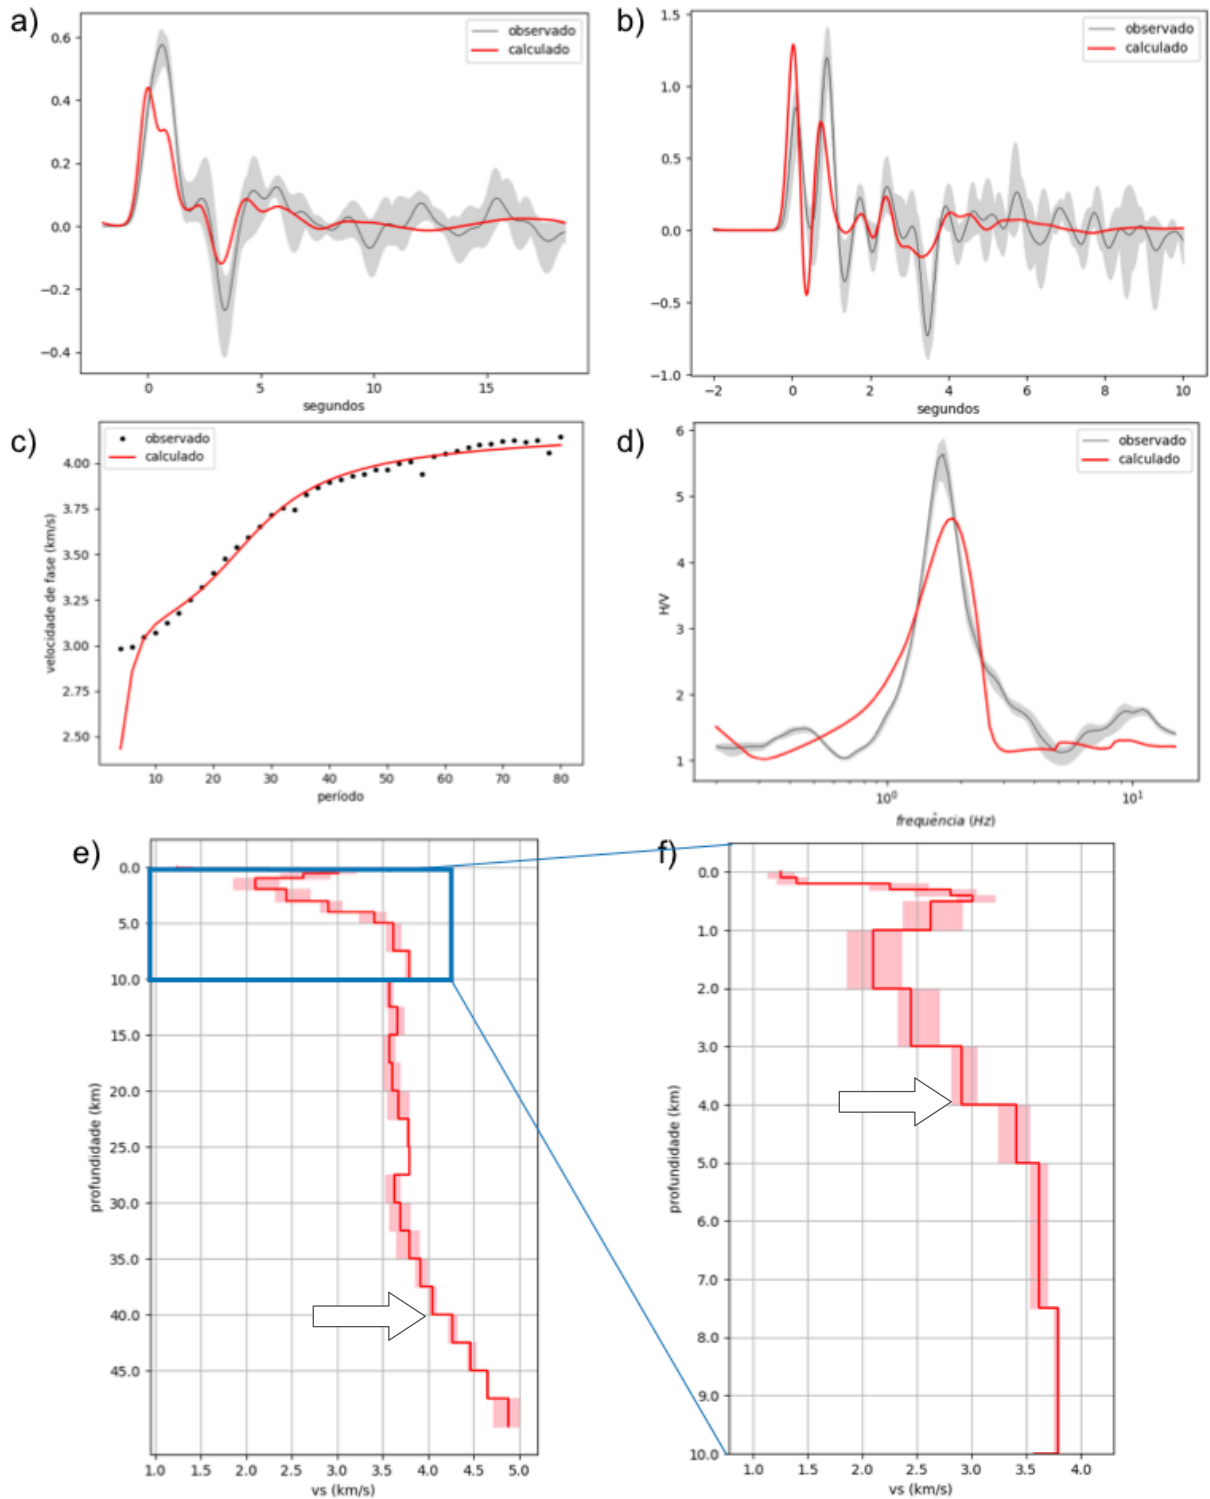 a)
0.6
0.4
0.2
0.0
−0.2
−0.4
observado
calculado
0 5 10 15
segundos
b)
1.5
1.0
0.5
0.0
−0.5
−1.0
observado
calculado
−2 0 2 4 6 8 10
segundos
c)
4.00
3.75
3.50
3.25
3.00
2.75
2.50
velocidade de fase (km/s)
observado
calculado
10 20 30 40 50 60 70 80
período
d)
6
5
4
3
2
1
H/V
observado
calculado
10⁰ 10¹
frequência (Hz)
e)
0.0
5.0
10.0
15.0
20.0
25.0
30.0
35.0
40.0
45.0
profundidade (km)
1.0 1.5 2.0 2.5 3.0 3.5 4.0 4.5 5.0
vs (km/s)
f)
0.0
1.0
2.0
3.0
4.0
5.0
6.0
7.0
8.0
9.0
10.0
profundidade (km)
1.0 1.5 2.0 2.5 3.0 3.5 4.0
vs (km/s)